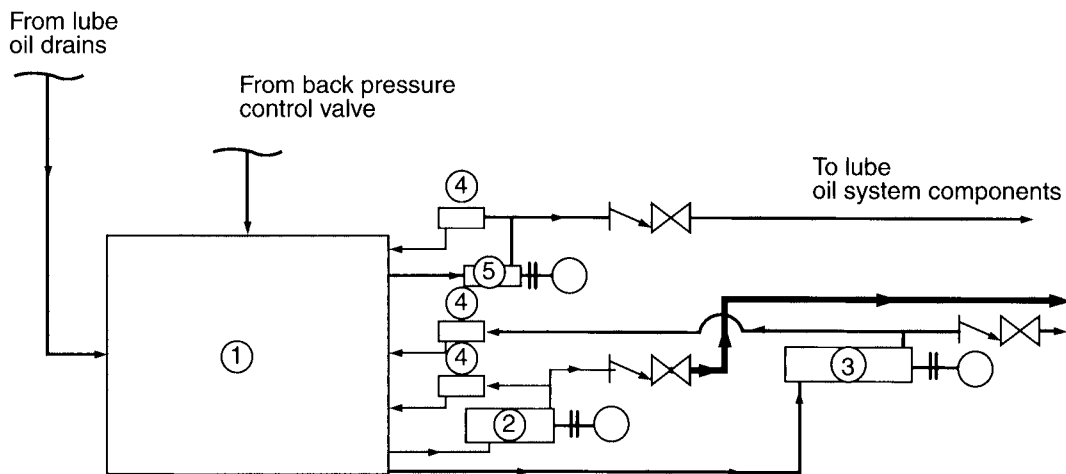 From lube
oil drains
From back pressure
control valve
To lube
oil system components
4
5
4
1
4
3
2